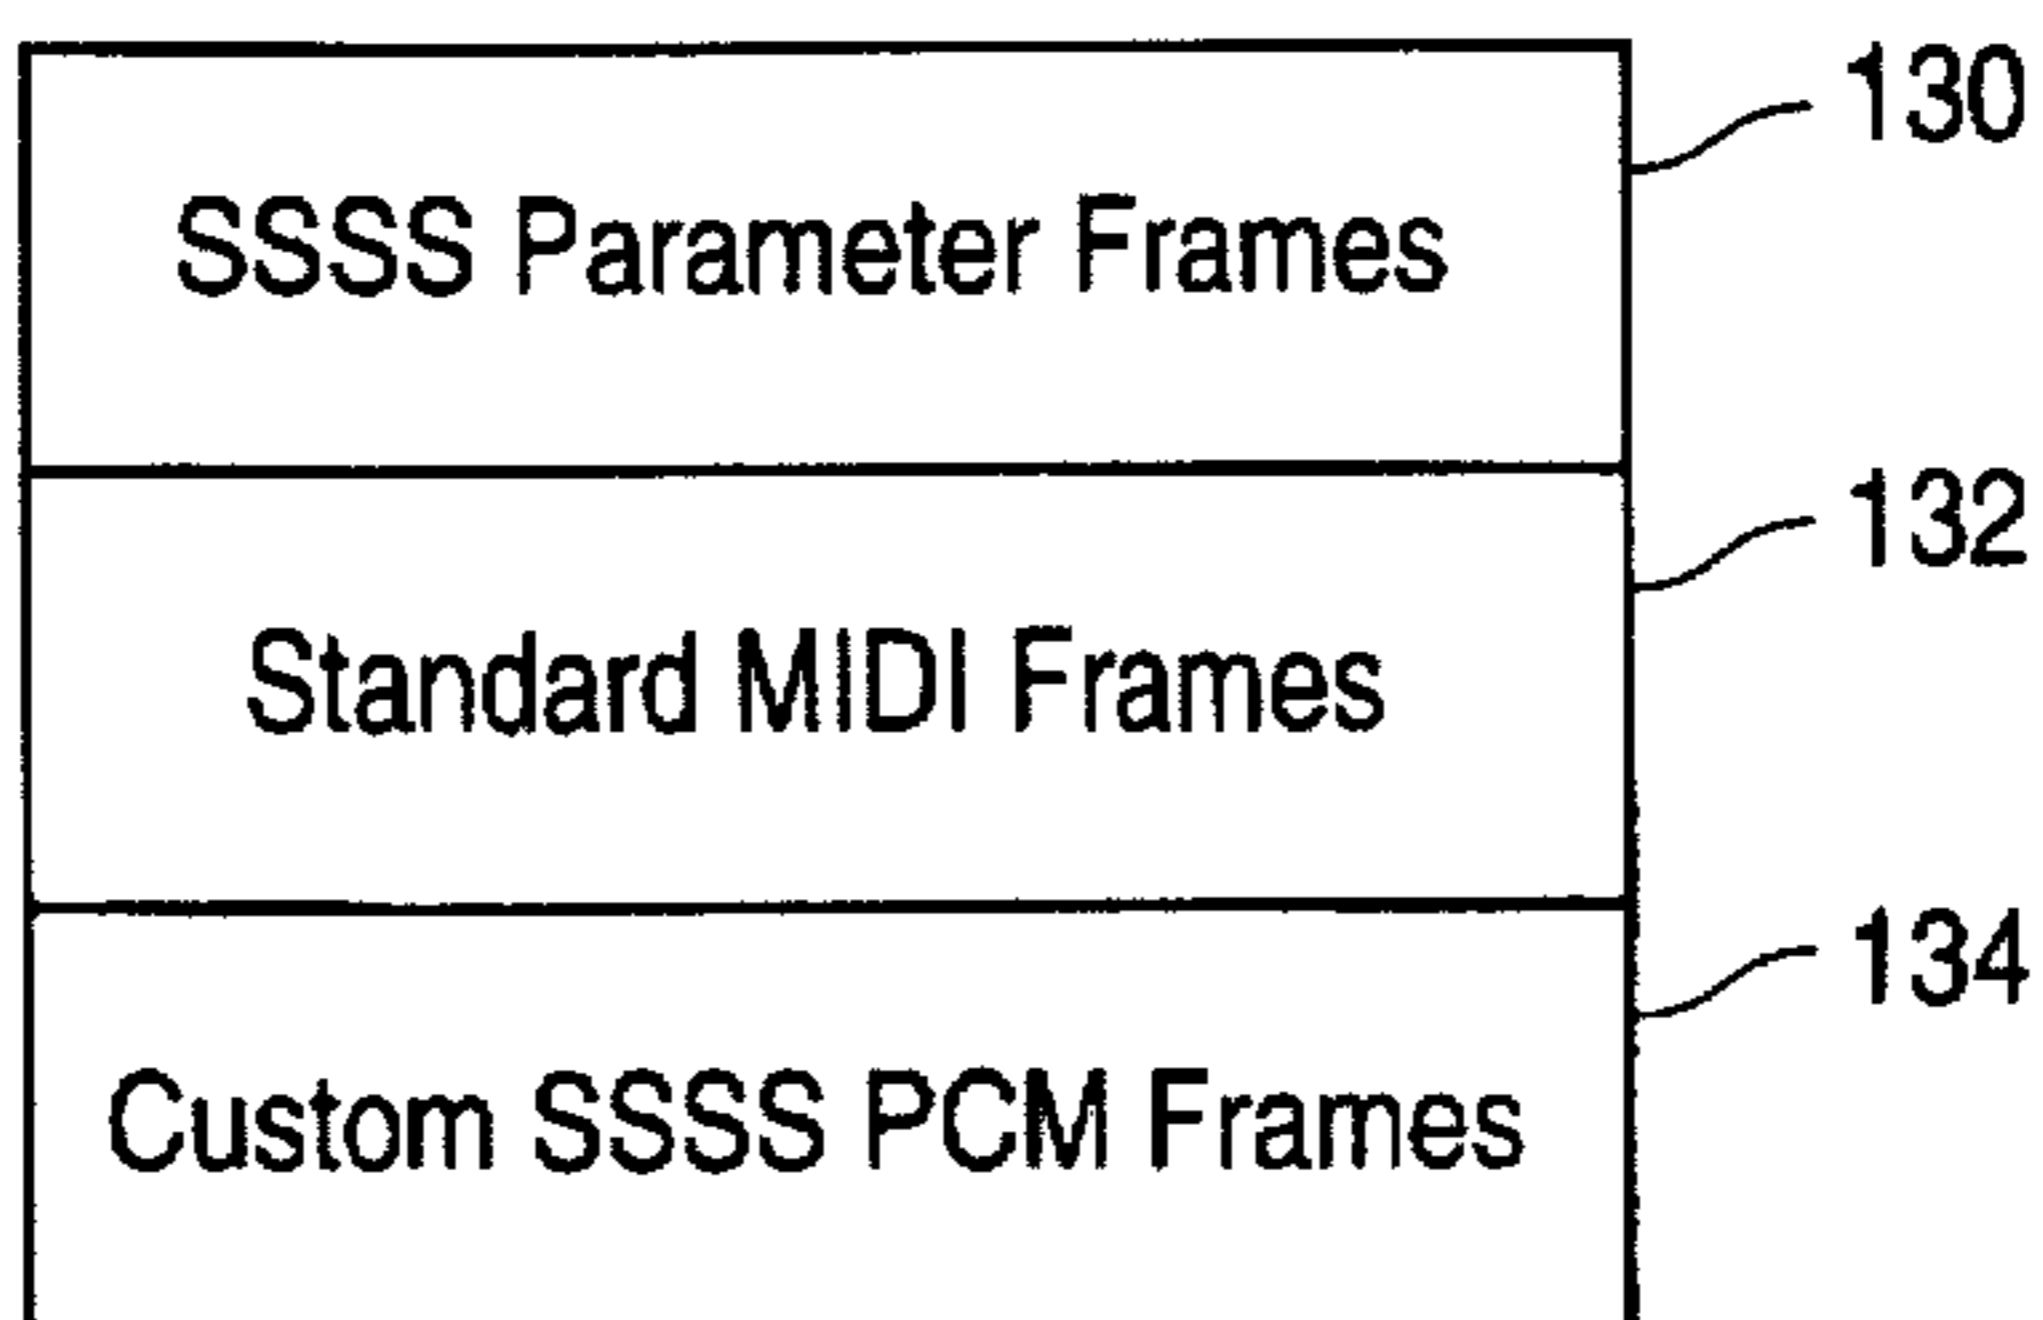 130
SSSS Parameter Frames
132
Standard MIDI Frames
134
Custom SSSS PCM Frames